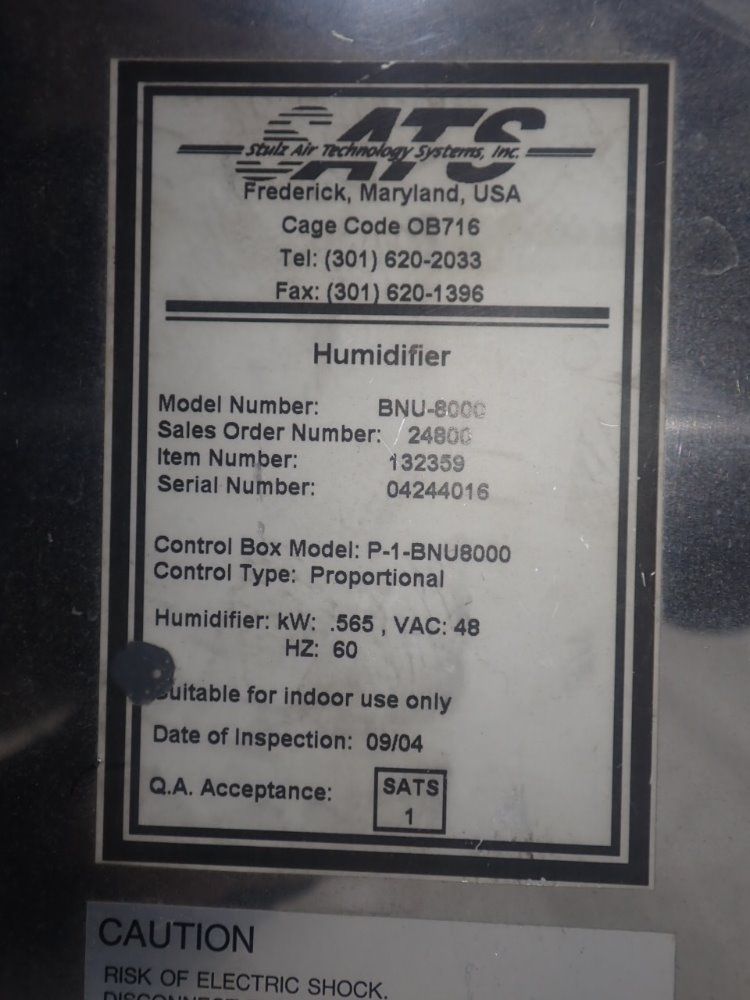 SATS
Stulz Air Technology Systems, Inc.
Frederick, Maryland, USA
Cage Code OB716
Tel: (301) 620-2033
Fax: (301) 620-1396
Humidifier
Model Number: BNU-8000
Sales Order Number: 24800
Item Number: 132359
Serial Number: 04244016
Control Box Model: P-1-BNU8000
Control Type: Proportional
Humidifier: kW: .565 , VAC: 48
HZ: 60
Suitable for indoor use only
Date of Inspection: 09/04
Q.A. Acceptance: SATS
1
CAUTION
RISK OF ELECTRIC SHOCK.